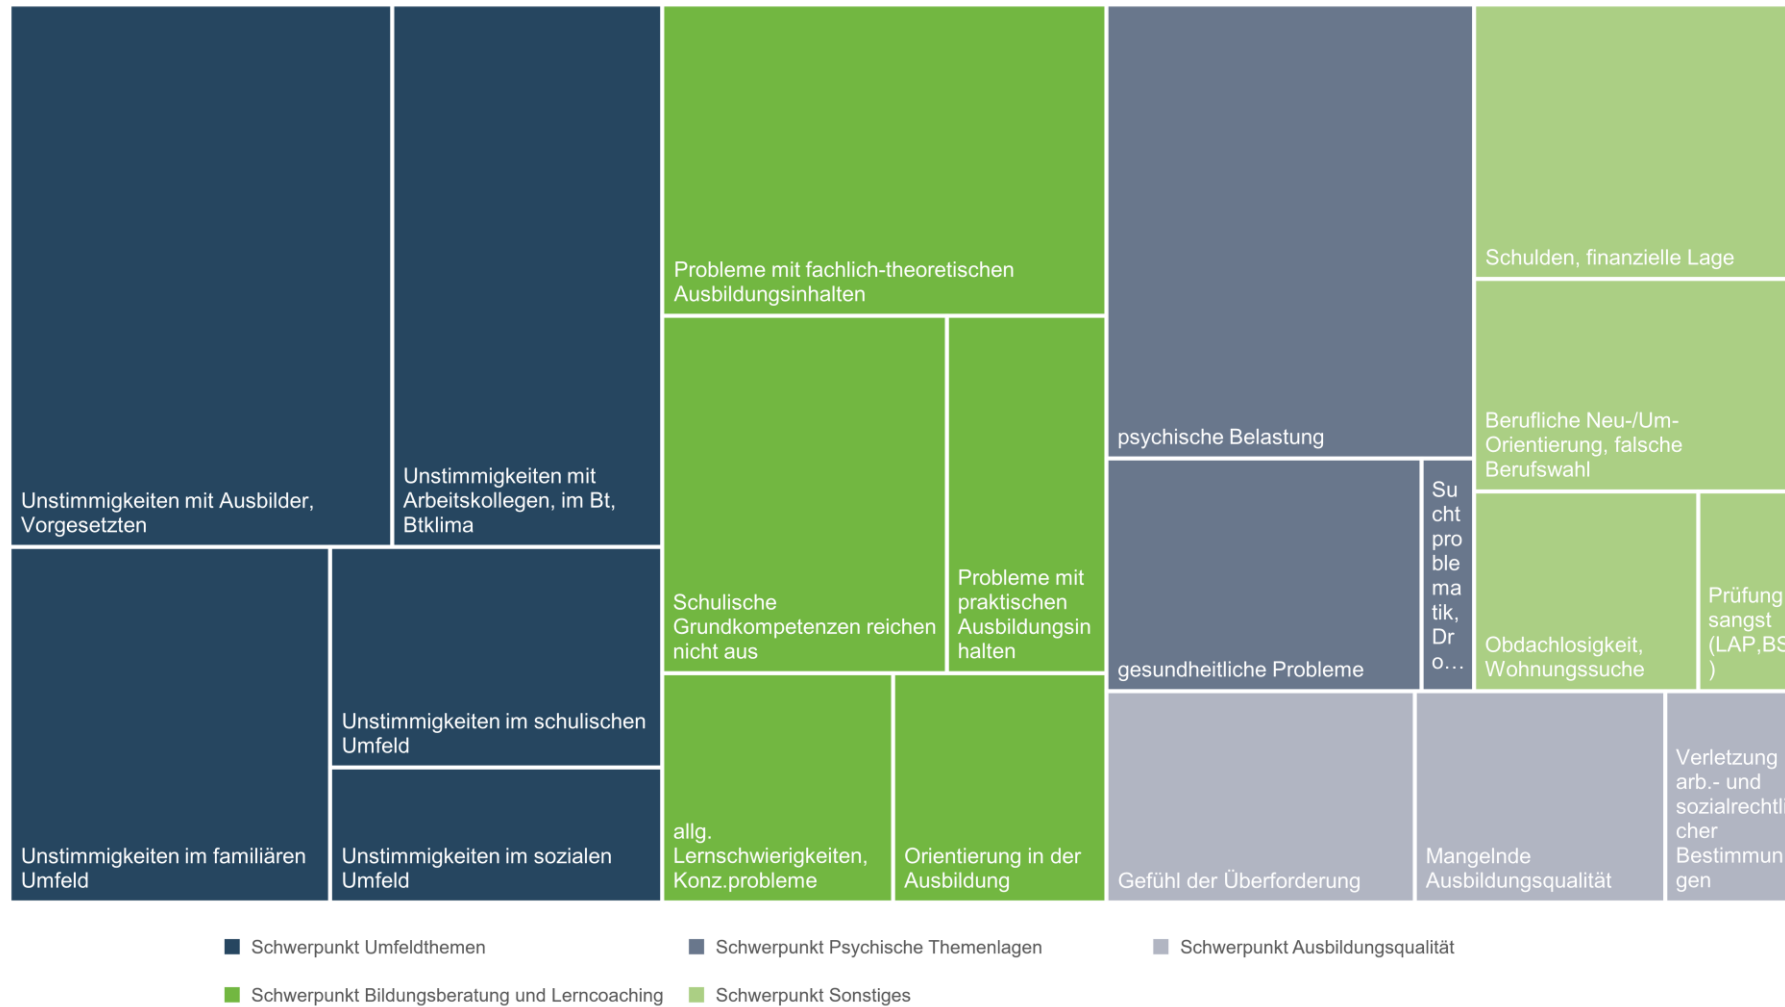 Unstimmigkeiten mit Ausbilder,
Vorgesetzten
Unstimmigkeiten mit
Arbeitskollegen, im Bt,
Btklima
Unstimmigkeiten im familiären
Umfeld
Unstimmigkeiten im schulischen
Umfeld
Unstimmigkeiten im sozialen
Umfeld
Probleme mit fachlich-theoretischen
Ausbildungsinhalten
Schulische
Grundkompetenzen reichen
nicht aus
Probleme mit
praktischen
Ausbildungsin
halten
allg.
Lernschwierigkeiten,
Konz.probleme
Orientierung in der
Ausbildung
psychische Belastung
gesundheitliche Probleme
Su
cht
pro
ble
ma
tik,
Dr
o…
Schulden, finanzielle Lage
Berufliche Neu-/Um-
Orientierung, falsche
Berufswahl
Obdachlosigkeit,
Wohnungssuche
Prüfung
sangst
(LAP,BS
)
Gefühl der Überforderung
Mangelnde
Ausbildungsqualität
Verletzung
arb.- und
sozialrechtli
cher
Bestimmun
gen
Schwerpunkt Umfeldthemen
Schwerpunkt Psychische Themenlagen
Schwerpunkt Ausbildungsqualität
Schwerpunkt Bildungsberatung und Lerncoaching
Schwerpunkt Sonstiges